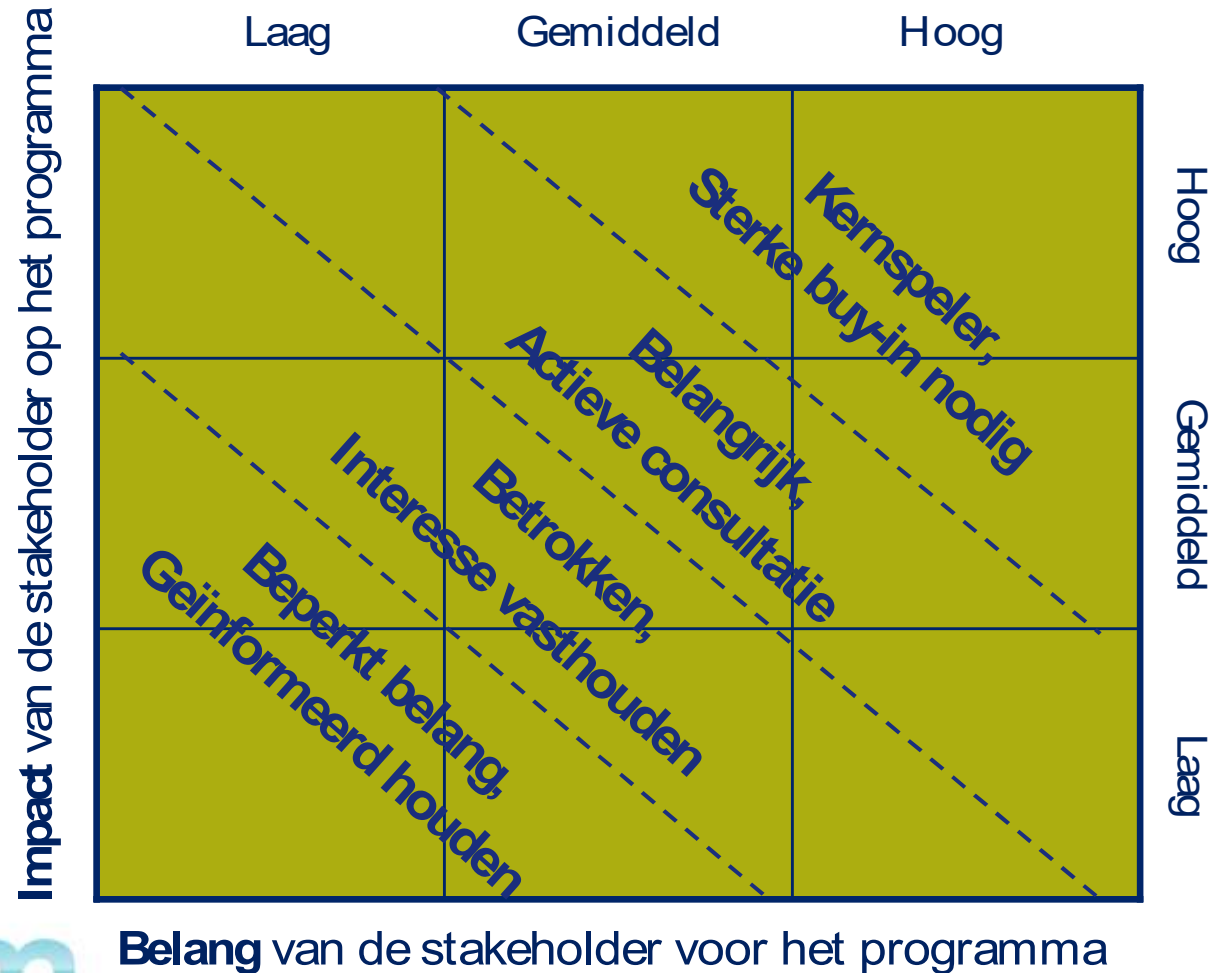 Laag Gemiddeld Hoog
Impact van de stakeholder op het programma
Hoog
Gemiddeld
Laag
Kernspeler,
Sterke buy-in nodig
Belangrijk,
Actieve consultatie
Betrokken,
Interesse vasthouden
Beperkt belang,
Geïnformeerd houden
Belang van de stakeholder voor het programma